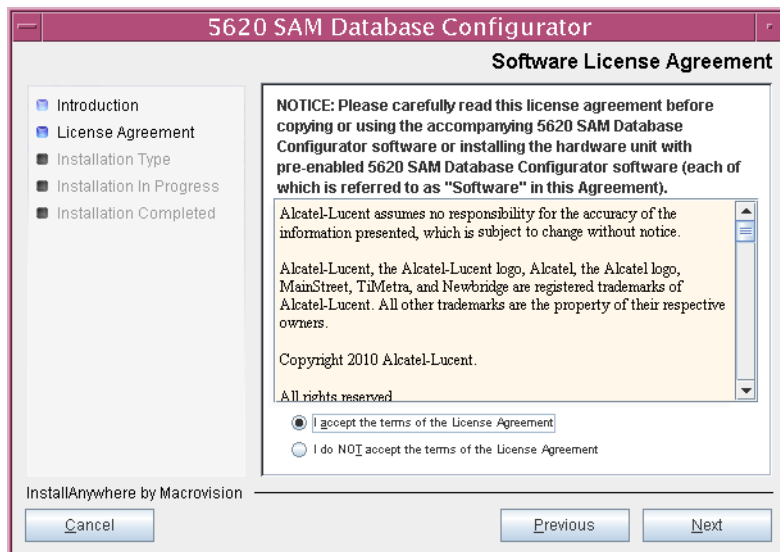 5620 SAM Database Configurator
Software License Agreement
Introduction
License Agreement
Installation Type
Installation In Progress
Installation Completed
NOTICE: Please carefully read this license agreement before
copying or using the accompanying 5620 SAM Database
Configurator software or installing the hardware unit with
pre-enabled 5620 SAM Database Configurator software (each of
which is referred to as "Software" in this Agreement).
Alcatel-Lucent assumes no responsibility for the accuracy of the
information presented, which is subject to change without notice.
Alcatel-Lucent, the Alcatel-Lucent logo, Alcatel, the Alcatel logo,
MainStreet, TiMetra, and Newbridge are registered trademarks of
Alcatel-Lucent. All other trademarks are the property of their respective
owners.
Copyright 2010 Alcatel-Lucent.
All rights reserved
I accept the terms of the License Agreement
I do NOT accept the terms of the License Agreement
InstallAnywhere by Macrovision
Cancel
Previous
Next